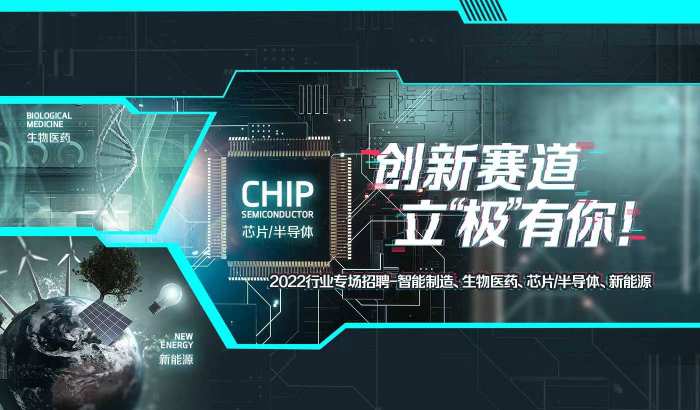 BIOLOGICAL
MEDICINE
生物医药
CHIP
SEMICONDUCTOR
芯片/半导体
创新赛道
立“极”有你！
2022行业专场招聘-智能制造、生物医药、芯片/半导体、新能源
NEW
ENERGY
新能源